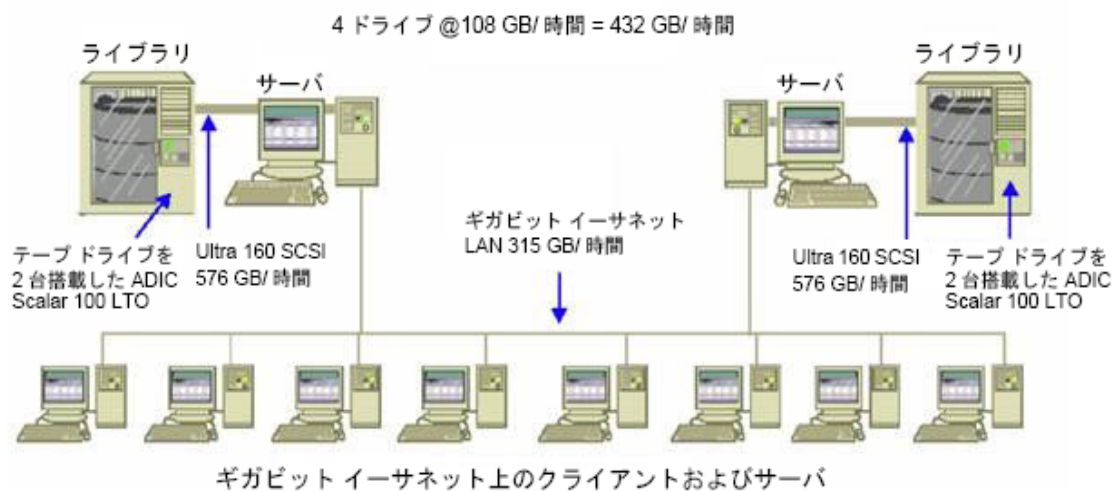 4 ドライブ @108 GB/ 時間 = 432 GB/ 時間
ライブラリ
サーバ
サーバ
ライブラリ
テープ ドライブを
2 台搭載した ADIC
Scalar 100 LTO
Ultra 160 SCSI
576 GB/ 時間
ギガビット イーサネット
LAN 315 GB/ 時間
Ultra 160 SCSI
576 GB/ 時間
テープ ドライブを
2 台搭載した ADIC
Scalar 100 LTO
ギガビット イーサネット上のクライアントおよびサーバ